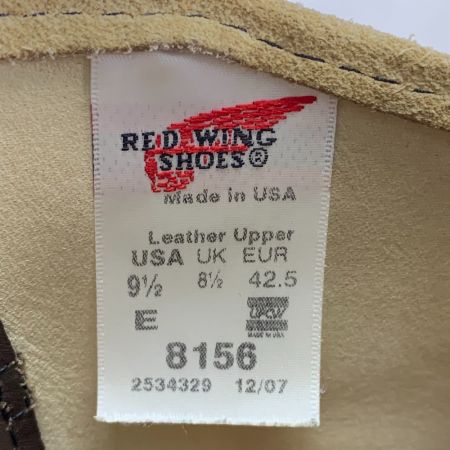 RED WING
SHOES®
Made in USA
Leather Upper
USA UK EUR
9½ 8½ 42.5
E
8156
2534329 12/07